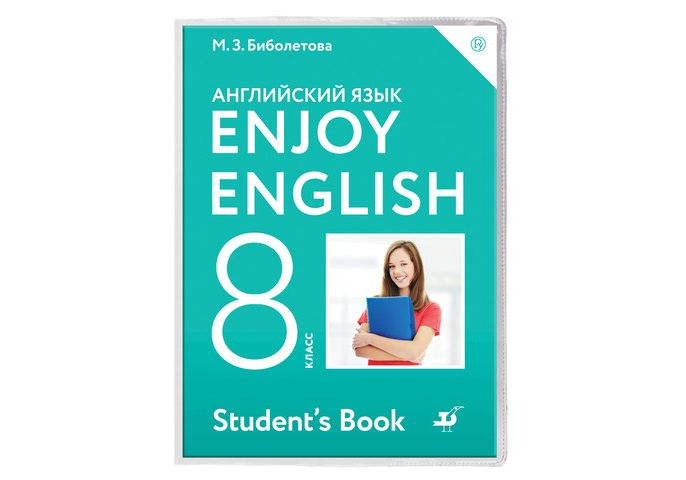 М. З. Биболетова
АНГЛИЙСКИЙ ЯЗЫК
ENJOY
ENGLISH
8
КЛАСС
Student's Book